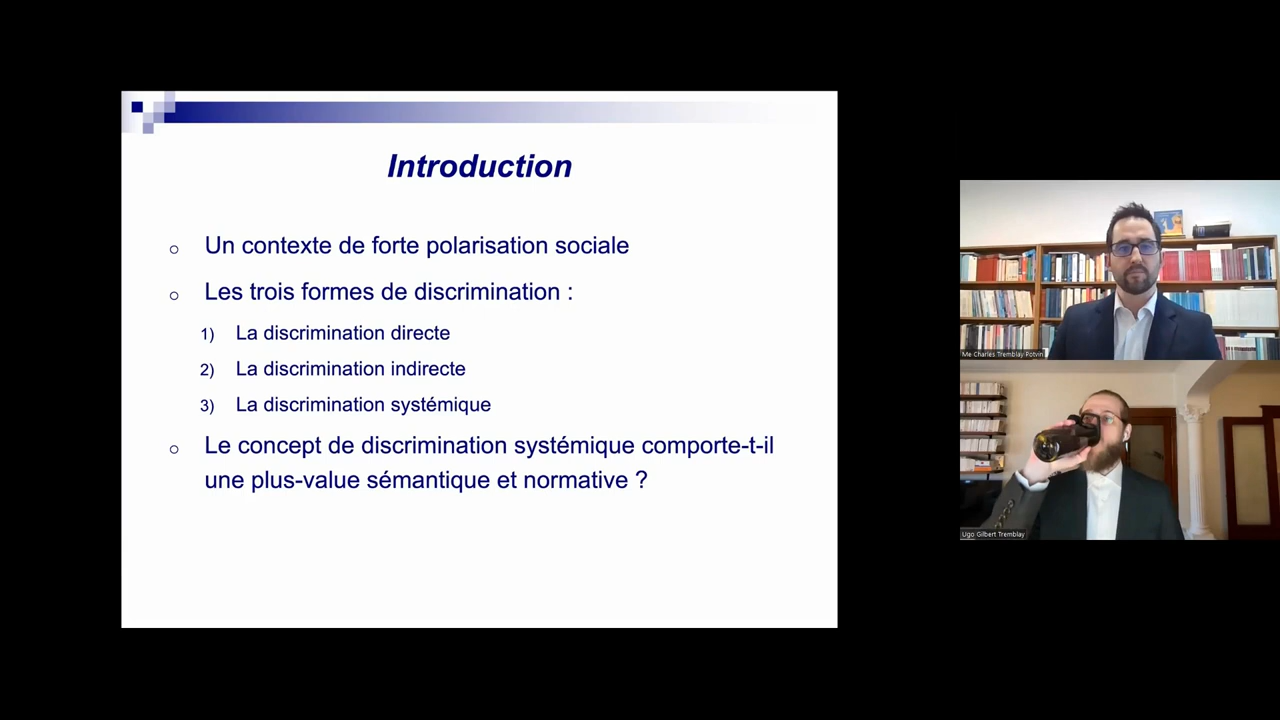 Introduction
○ Un contexte de forte polarisation sociale
○ Les trois formes de discrimination :
1) La discrimination directe
2) La discrimination indirecte
3) La discrimination systémique
○ Le concept de discrimination systémique comporte-t-il
une plus-value sémantique et normative ?
Me Charles Tremblay Potvin
Ugo Gilbert Tremblay